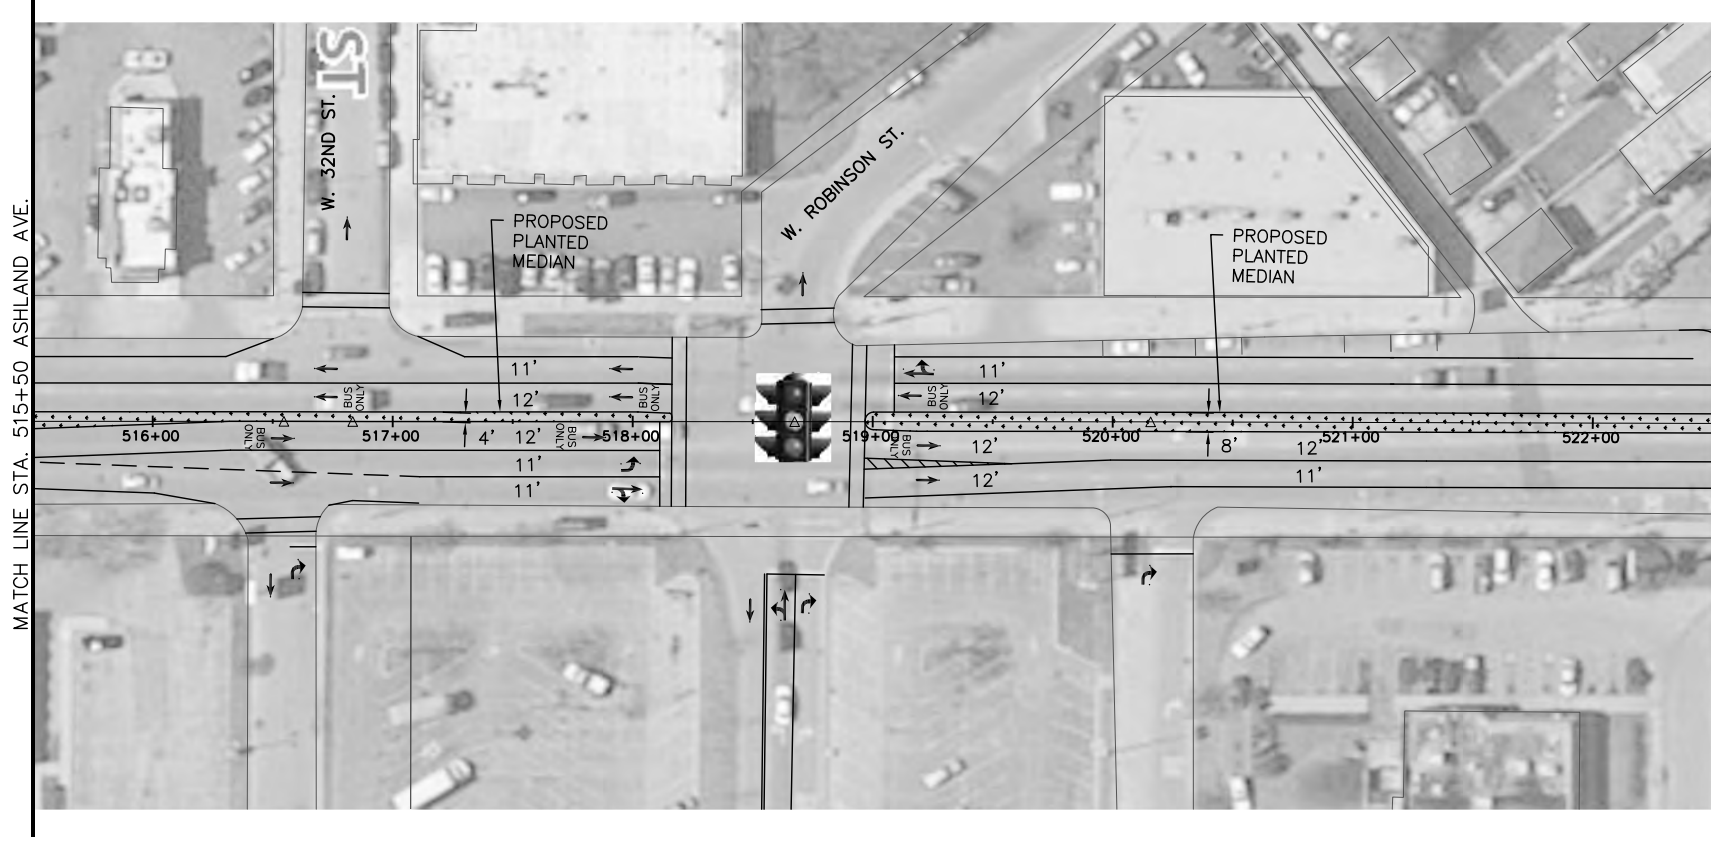 MATCH LINE STA. 515+50 ASHLAND AVE.
ST
W. 32ND ST.
W. ROBINSON ST.
PROPOSED
PLANTED
MEDIAN
PROPOSED
PLANTED
MEDIAN
11'
11'
12'
BUS
ONLY
BUS
ONLY
BUS
ONLY
12'
516+00
517+00
518+00
519+00
520+00
521+00
522+00
BUS
ONLY
4'
12'
BUS
ONLY
BUS
ONLY
12'
8'
12'
11'
11'
12'
11'